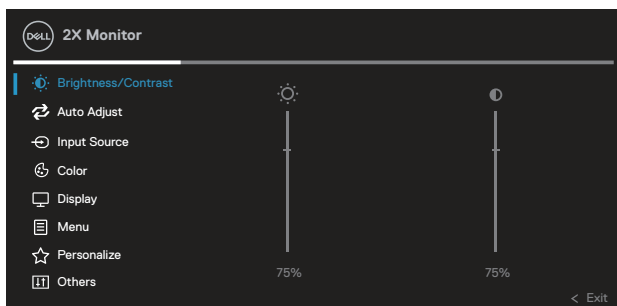 DELL 2X Monitor
Brightness/Contrast
Auto Adjust
Input Source
Color
Display
Menu
Personalize
Others
75% 75%
< Exit